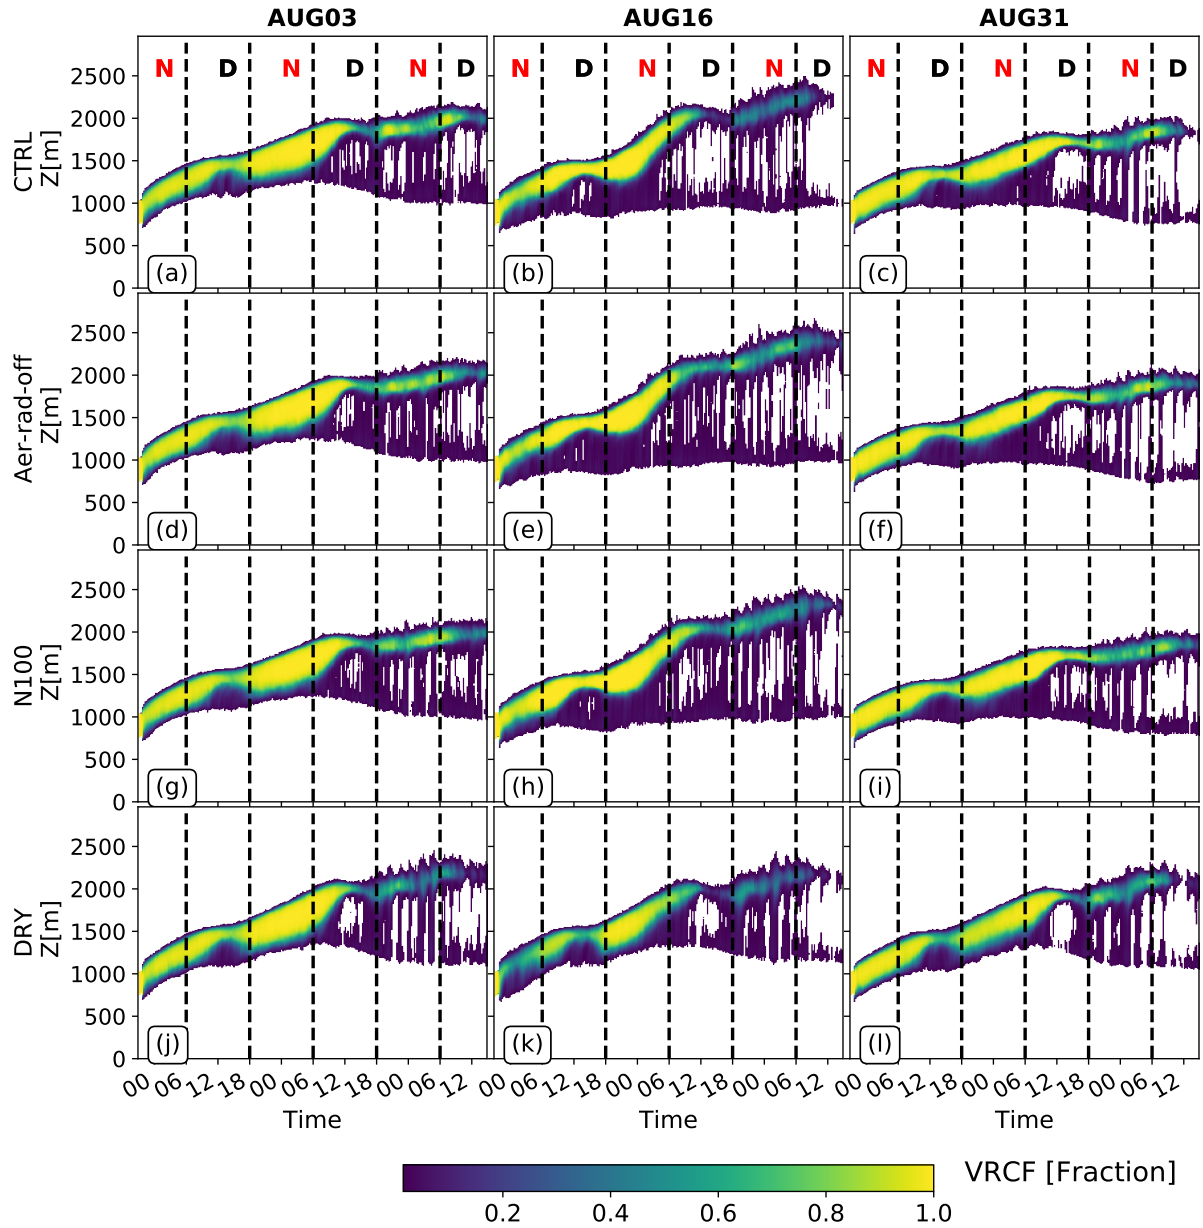 AUG03 AUG16 AUG31
N D N D N D N D N D N D N D N D N D
CTRL
Z[m]
2500
2000
1500
1000
500
0
(a) (b) (c)
Aer-rad-off
Z[m]
2500
2000
1500
1000
500
0
(d) (e) (f)
N100
Z[m]
2500
2000
1500
1000
500
0
(g) (h) (i)
DRY
Z[m]
2500
2000
1500
1000
500
0
(j) (k) (l)
00 06 12 18 00 06 12 18 00 06 12 00 06 12 18 00 06 12 18 00 06 12 00 06 12 18 00 06 12 18 00 06 12
Time Time Time
VRCF [Fraction]
0.2 0.4 0.6 0.8 1.0